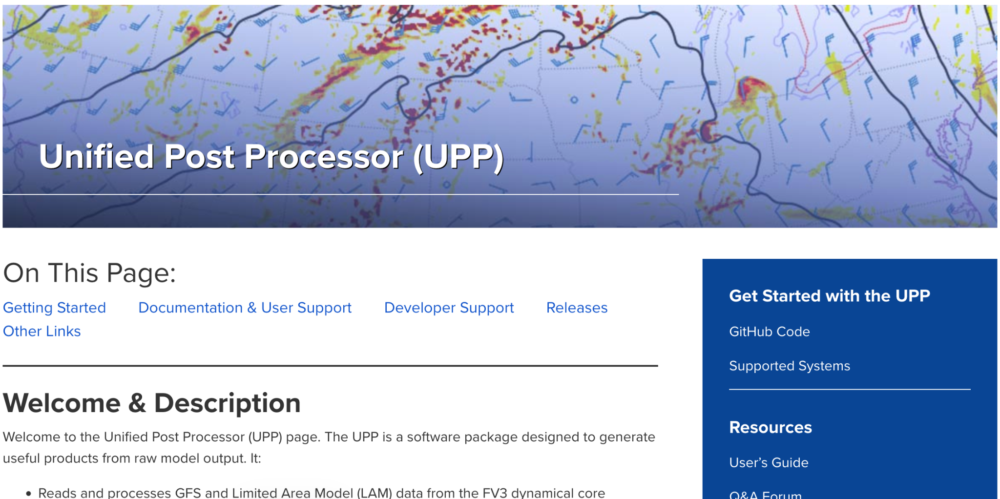 Unified Post Processor (UPP)
On This Page:
Getting Started Documentation & User Support Developer Support Releases
Other Links
Welcome & Description
Welcome to the Unified Post Processor (UPP) page. The UPP is a software package designed to generate
useful products from raw model output. It:
• Reads and processes GFS and Limited Area Model (LAM) data from the FV3 dynamical core
Get Started with the UPP
GitHub Code
Supported Systems
Resources
User’s Guide
Q&A Forum